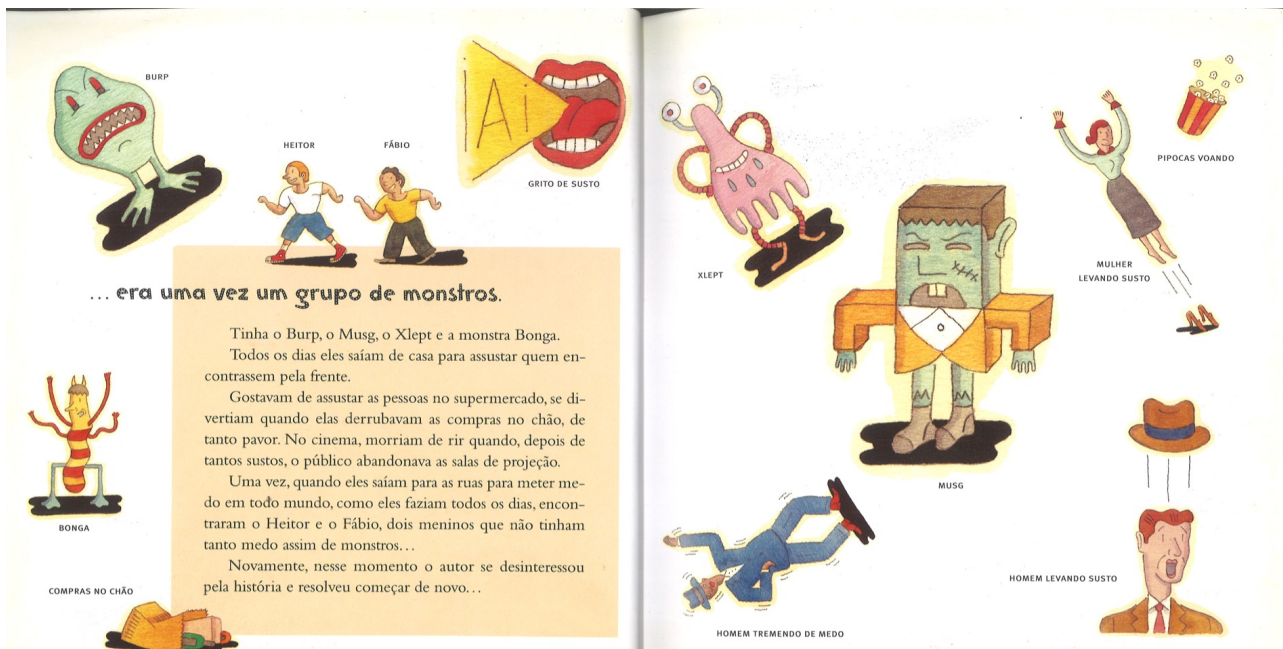 BURP
HEITOR
FÁBIO
¡Ai
GRITO DE SUSTO
... era uma vez um grupo de monstros.
Tinha o Burp, o Musg, o Xlept e a monstra Bonga.
Todos os dias eles saíam de casa para assustar quem en-
contrassem pela frente.
Gostavam de assustar as pessoas no supermercado, se di-
vertiam quando elas derrubavam as compras no chão, de
tanto pavor. No cinema, morriam de rir quando, depois de
tantos sustos, o público abandonava as salas de projeção.
Uma vez, quando eles saíam para as ruas para meter me-
do em todo mundo, como eles faziam todos os dias, encon-
traram o Heitor e o Fábio, dois meninos que não tinham
tanto medo assim de monstros...
Novamente, nesse momento o autor se desinteressou
pela história e resolveu começar de novo...
BONGA
COMPRAS NO CHÃO
XLEPT
PIPOCAS VOANDO
MULHER
LEVANDO SUSTO
MUSG
HOMEM LEVANDO SUSTO
HOMEM TREMENDO DE MEDO